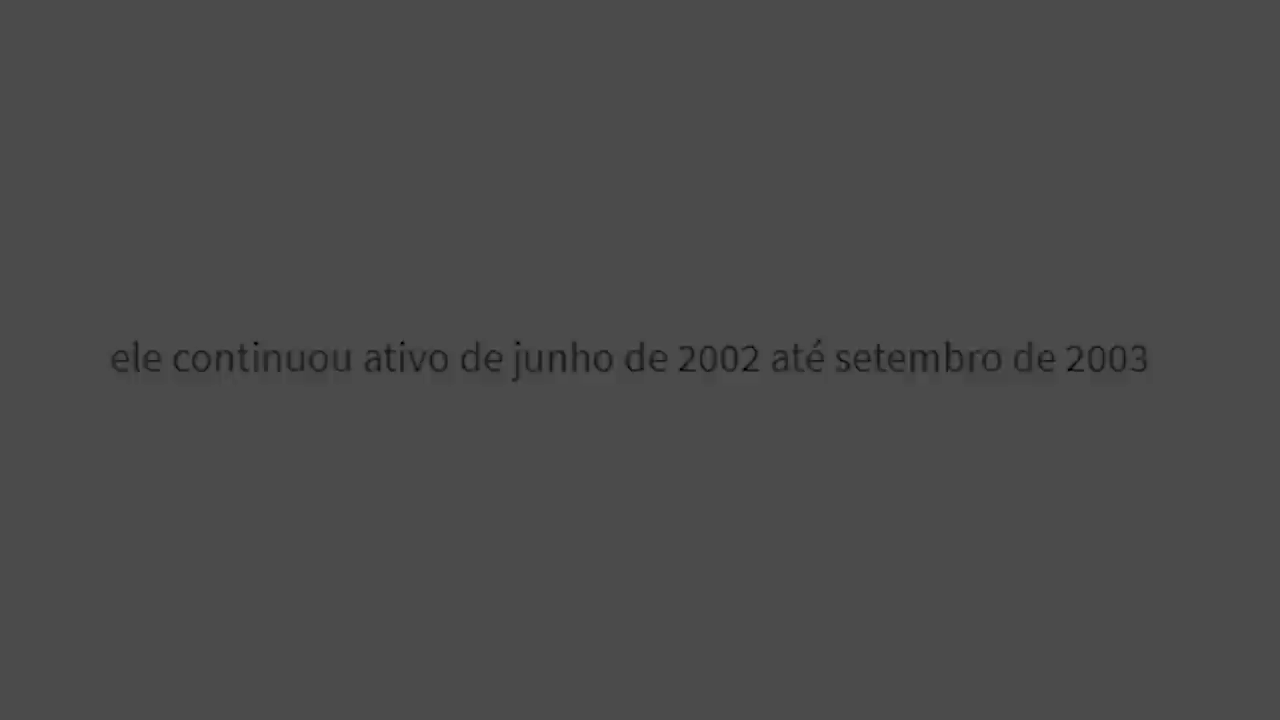 ele continuou ativo de junho de 2002 até setembro de 2003